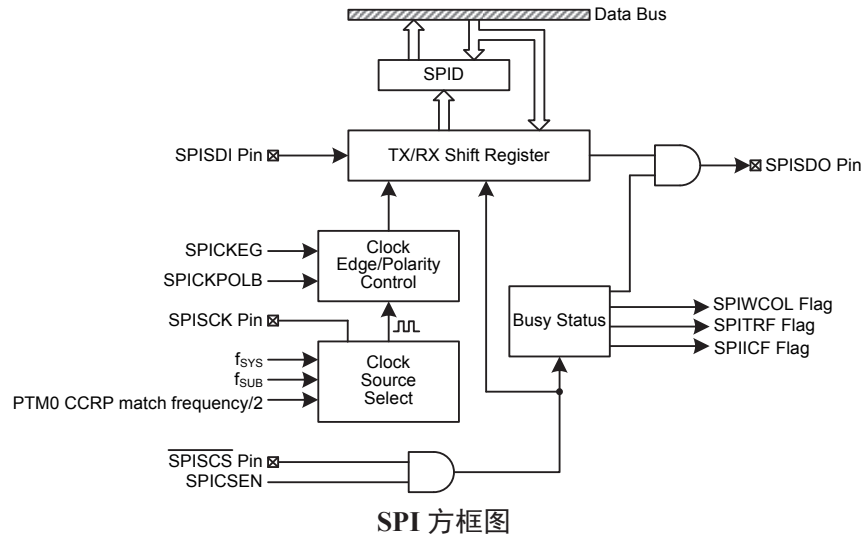 Data Bus
SPID
SPISDI Pin
TX/RX Shift Register
SPISDO Pin
SPICKEG
SPICKPOLB
Clock
Edge/Polarity
Control
SPISCK Pin
Busy Status
SPIWCOL Flag
SPITRF Flag
SPIICF Flag
fSYS
fSUB
PTM0 CCRP match frequency/2
Clock
Source
Select
SPISCS Pin
SPICSEN
SPI 方框图